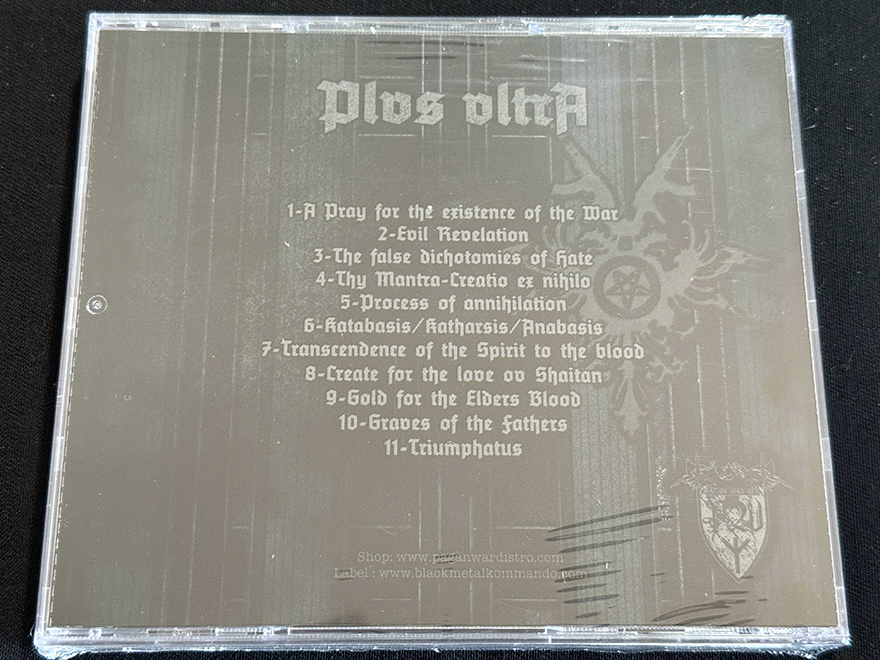 Plvs vltrA
1-A Pray for the existence of the War
2-Evil Revelation
3-The false dichotomies of Hate
4-Thy Mantra-Creatio ex nihilo
5-Process of annihilation
6-Katabasis/Katharsis/Anabasis
7-Transcendence of the Spirit to the blood
8-Create for the love ov Shaitan
9-Gold for the Elders Blood
10-Graves of the Fathers
11-Triumphatus
Shop: www.paganwardistro.com
Label : www.blackmetalkommando.com